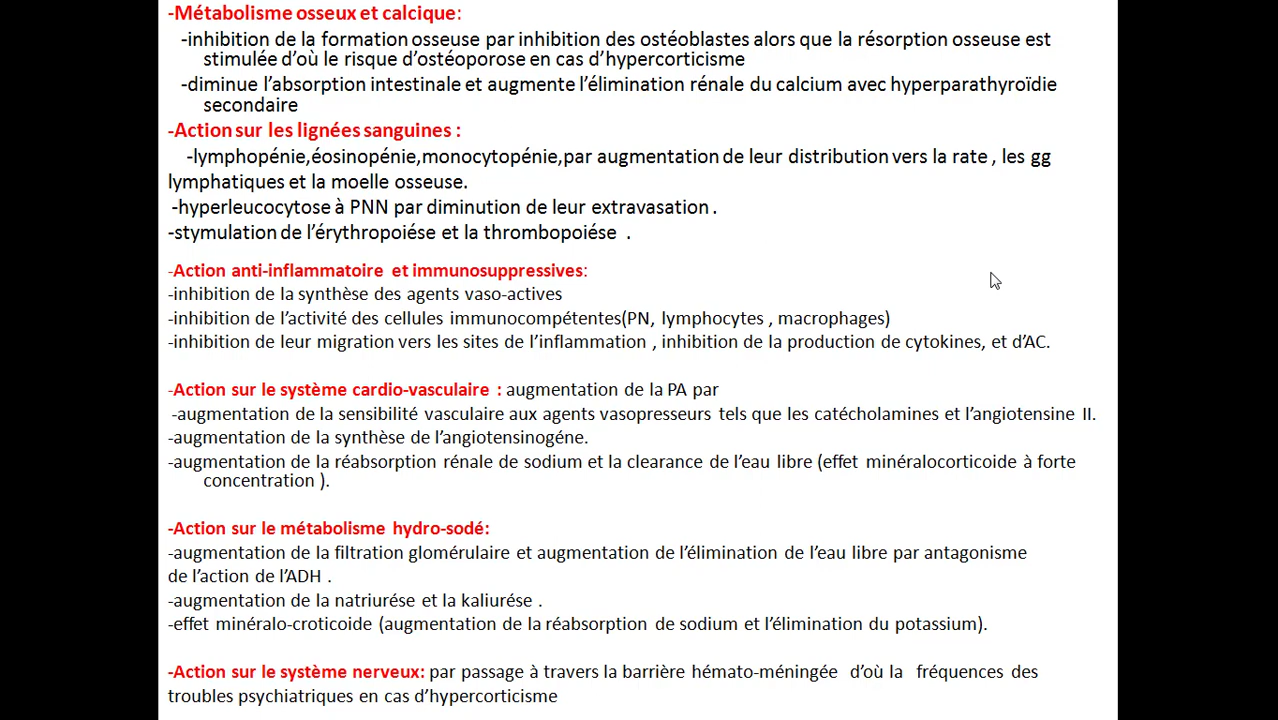 -Métabolisme osseux et calcique:
-inhibition de la formation osseuse par inhibition des ostéoblastes alors que la résorption osseuse est
stimulée d’où le risque d’ostéoporose en cas d’hypercorticisme
-diminue l’absorption intestinale et augmente l’élimination rénale du calcium avec hyperparathyroïdie
secondaire
-Action sur les lignées sanguines :
-lymphopénie,éosinopénie,monocytopénie,par augmentation de leur distribution vers la rate , les gg
lymphatiques et la moelle osseuse.
-hyperleucocytose à PNN par diminution de leur extravasation .
-stymulation de l’érythropoiése et la thrombopoiése .
-Action anti-inflammatoire et immunosuppressives:
-inhibition de la synthèse des agents vaso-actives
-inhibition de l’activité des cellules immunocompétentes(PN, lymphocytes , macrophages)
-inhibition de leur migration vers les sites de l’inflammation , inhibition de la production de cytokines, et d’AC.
-Action sur le système cardio-vasculaire : augmentation de la PA par
-augmentation de la sensibilité vasculaire aux agents vasopresseurs tels que les catécholamines et l’angiotensine II.
-augmentation de la synthèse de l’angiotensinogéne.
-augmentation de la réabsorption rénale de sodium et la clearance de l’eau libre (effet minéralocorticoide à forte
concentration ).
-Action sur le métabolisme hydro-sodé:
-augmentation de la filtration glomérulaire et augmentation de l’élimination de l’eau libre par antagonisme
de l’action de l’ADH .
-augmentation de la natriurése et la kaliurése .
-effet minéralo-croticoide (augmentation de la réabsorption de sodium et l’élimination du potassium).
-Action sur le système nerveux: par passage à travers la barrière hémato-méningée d’où la fréquences des
troubles psychiatriques en cas d’hypercorticisme